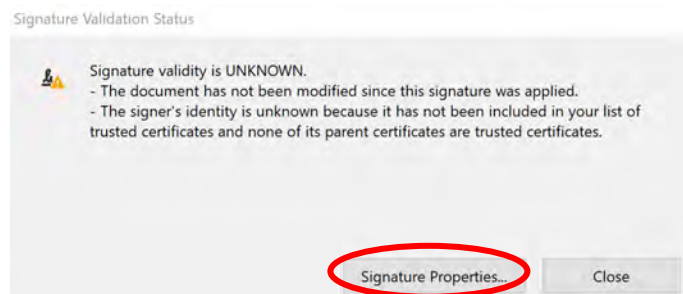 Signature Validation Status
Signature validity is UNKNOWN.
- The document has not been modified since this signature was applied.
- The signer's identity is unknown because it has not been included in your list of
trusted certificates and none of its parent certificates are trusted certificates.
Signature Properties... Close